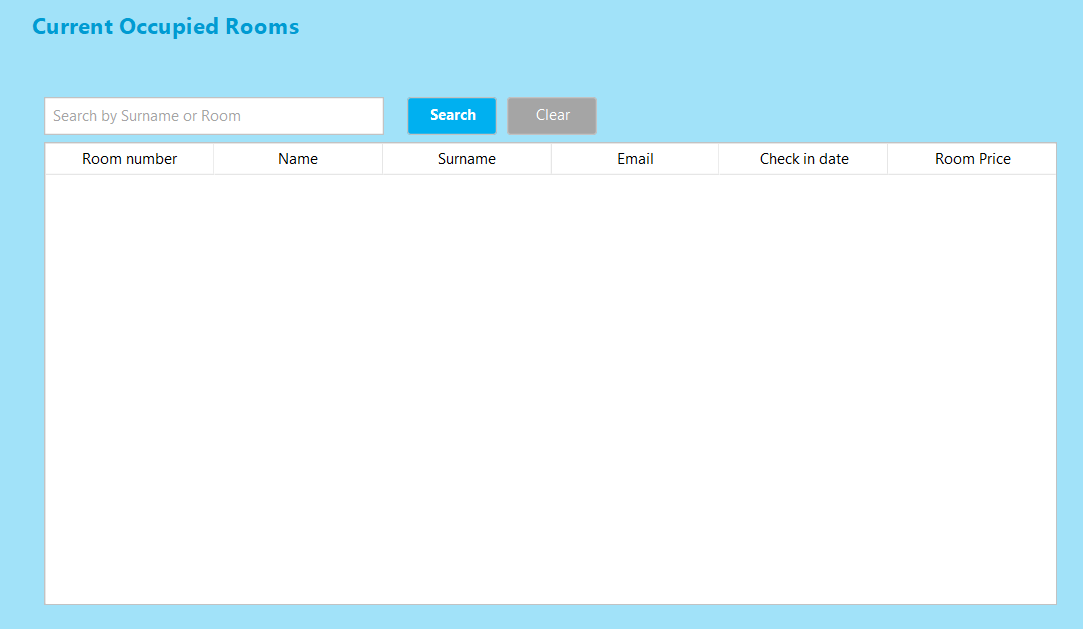 Current Occupied Rooms
Search by Surname or Room Search Clear
Room number Name Surname Email Check in date Room Price